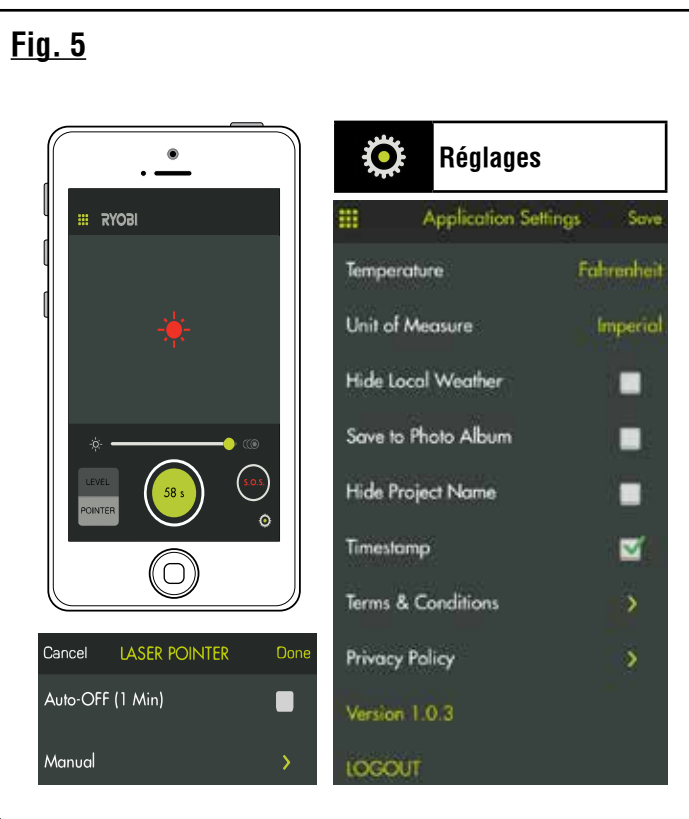 Fig. 5
RYOBI
LEVEL
POINTER
58 s
S.O.S.
Cancel LASER POINTER Done
Auto-OFF (1 Min)
Manual >
Réglages
Application Settings Save
Temperature Fahrenheit
Unit of Measure Imperial
Hide Local Weather
Save to Photo Album
Hide Project Name
Timestamp
Terms & Conditions >
Privacy Policy >
Version 1.0.3
LOGOUT